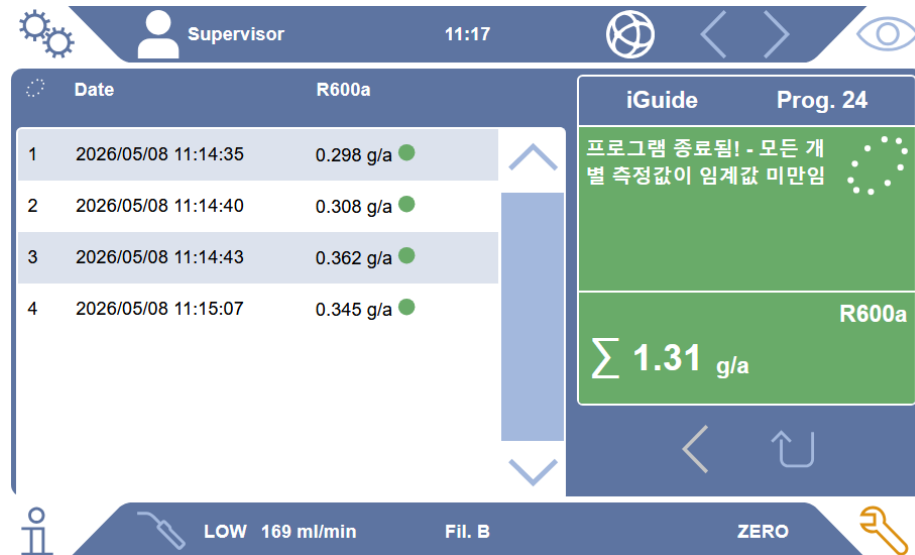 Supervisor
11:17
Date
R600a
1 2026/05/08 11:14:35 0.298 g/a
2 2026/05/08 11:14:40 0.308 g/a
3 2026/05/08 11:14:43 0.362 g/a
4 2026/05/08 11:15:07 0.345 g/a
iGuide
Prog. 24
프로그램 종료됨! - 모든 개
별 측정값이 임계값 미만임
R600a
∑ 1.31 g/a
LOW 169 ml/min
Fil. B
ZERO